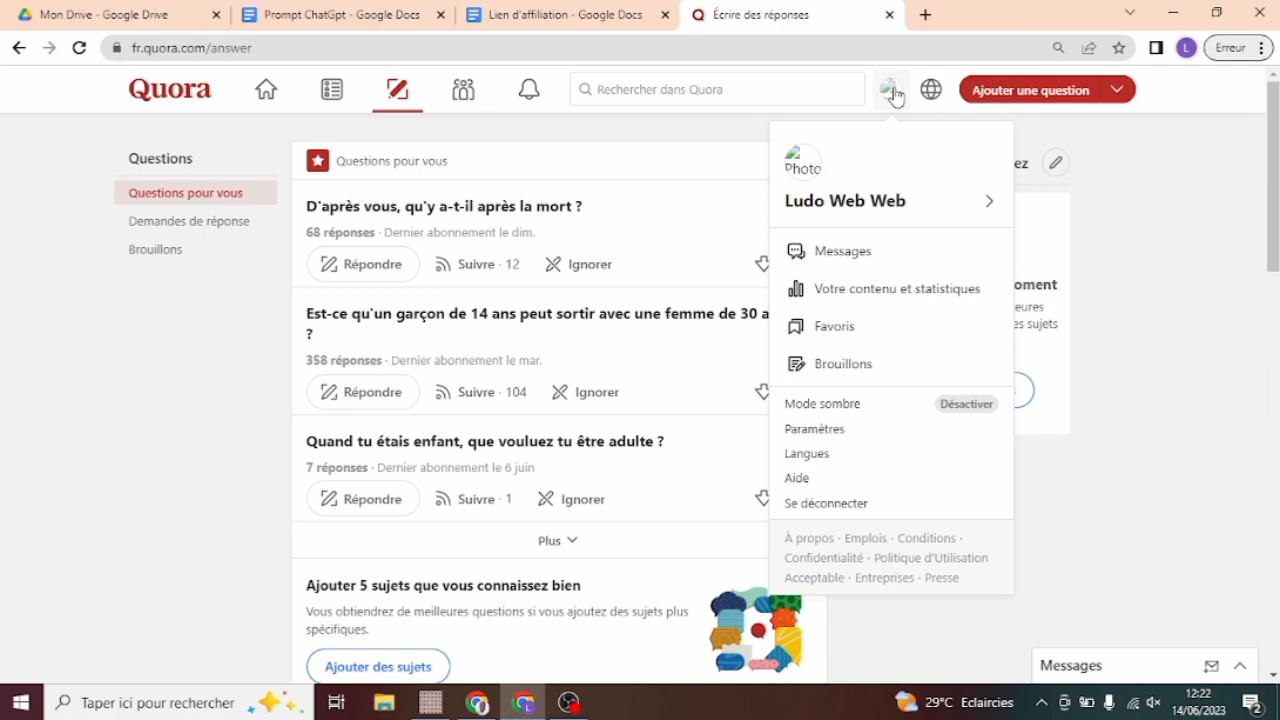 Mon Drive - Google Drive
Prompt ChatGpt - Google Docs
Lien d'affiliation - Google Docs
Écrire des réponses
fr.quora.com/answer
L
Erreur
Quora
Rechercher dans Quora
Ajouter une question
Questions
Questions pour vous
Demandes de réponse
Brouillons
Questions pour vous
D'après vous, qu'y a-t-il après la mort ?
68 réponses · Dernier abonnement le dim.
Répondre
Suivre · 12
Ignorer
Est-ce qu'un garçon de 14 ans peut sortir avec une femme de 30 a
?
358 réponses · Dernier abonnement le mar.
Répondre
Suivre · 104
Ignorer
Quand tu étais enfant, que vouluez tu être adulte ?
7 réponses · Dernier abonnement le 6 juin
Répondre
Suivre · 1
Ignorer
Plus
Ajouter 5 sujets que vous connaissez bien
Vous obtiendrez de meilleures questions si vous ajoutez des sujets plus
spécifiques.
Ajouter des sujets
Photo
Ludo Web Web
Messages
Votre contenu et statistiques
Favoris
Brouillons
Mode sombre
Désactiver
Paramètres
Langues
Aide
Se déconnecter
À propos · Emplois · Conditions ·
Confidentialité · Politique d'Utilisation
Acceptable · Entreprises · Presse
ez
oment
eures
es sujets
Messages
Taper ici pour rechercher
29°C Eclaircies
12:22
14/06/2023
2